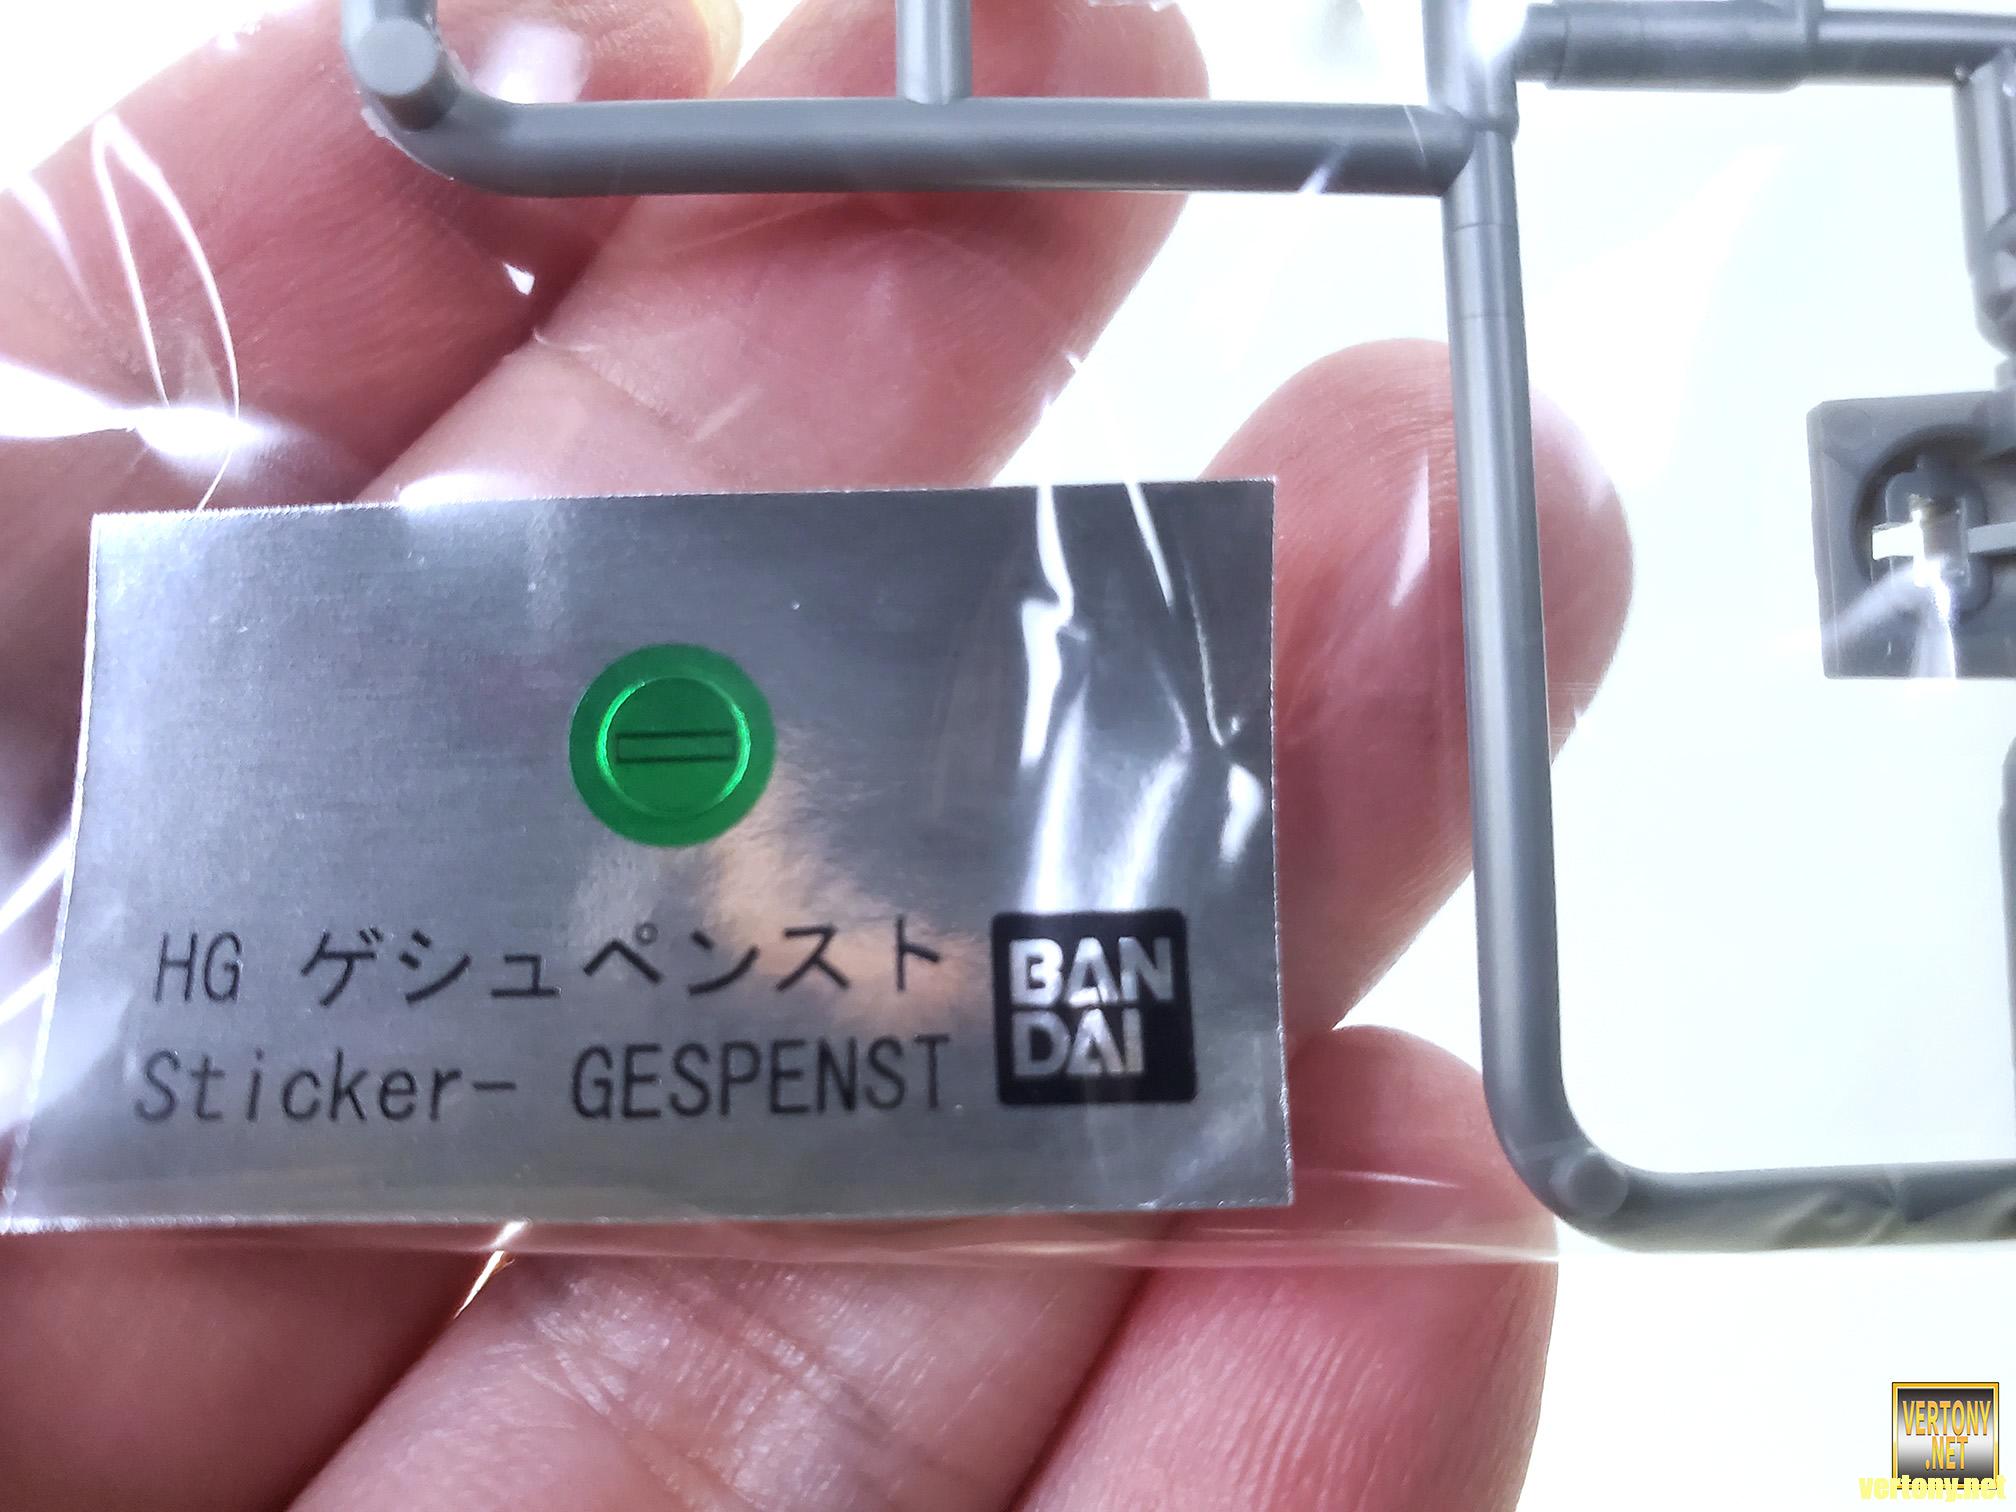 HG ゲシュペンスト
Sticker- GESPENST
BAN
DAI
VERTONY
.NET
vertony.net